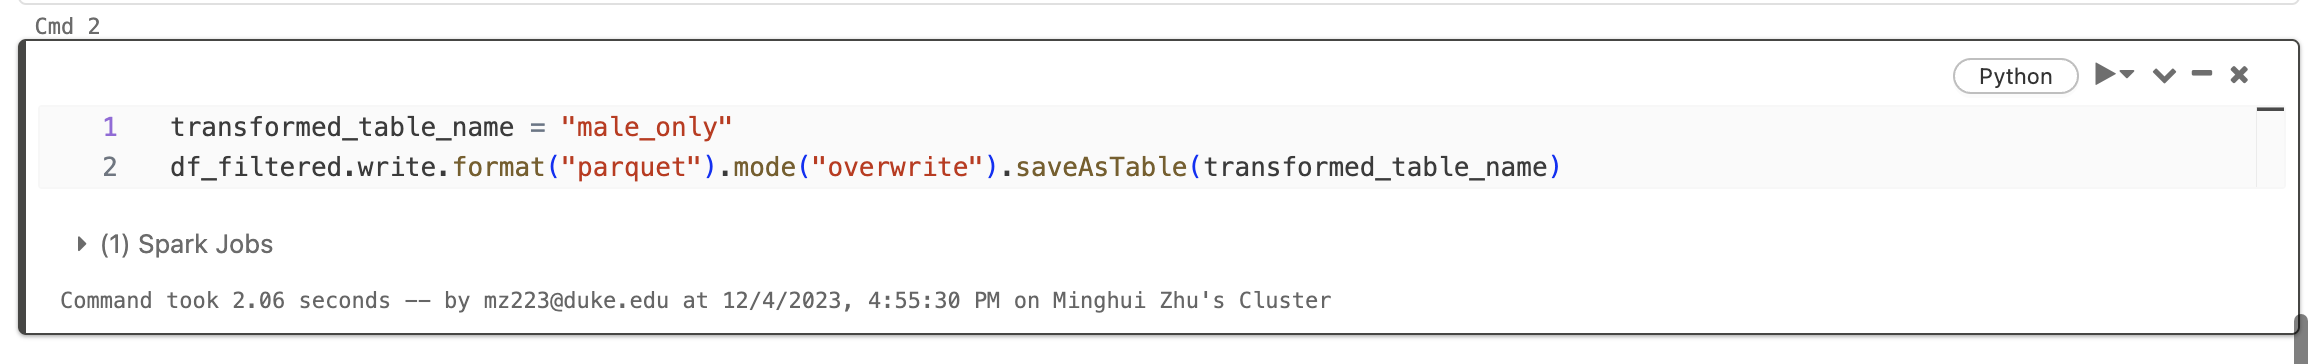 Cmd 2
Python
1 transformed_table_name = "male_only"
2 df_filtered.write.format("parquet").mode("overwrite").saveAsTable(transformed_table_name)
(1) Spark Jobs
Command took 2.06 seconds -- by mz223@duke.edu at 12/4/2023, 4:55:30 PM on Minghui Zhu's Cluster